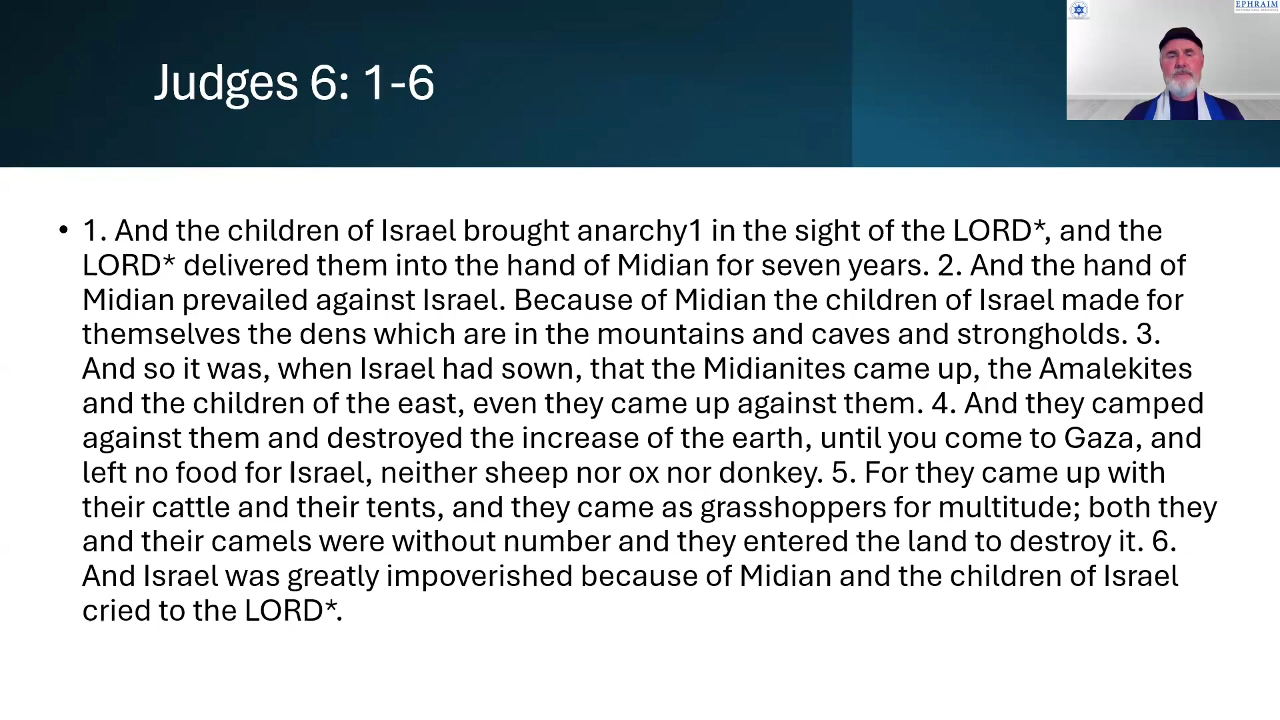 Judges 6: 1-6
EPHRAIM
• 1. And the children of Israel brought anarchy1 in the sight of the LORD*, and the
LORD* delivered them into the hand of Midian for seven years. 2. And the hand of
Midian prevailed against Israel. Because of Midian the children of Israel made for
themselves the dens which are in the mountains and caves and strongholds. 3.
And so it was, when Israel had sown, that the Midianites came up, the Amalekites
and the children of the east, even they came up against them. 4. And they camped
against them and destroyed the increase of the earth, until you come to Gaza, and
left no food for Israel, neither sheep nor ox nor donkey. 5. For they came up with
their cattle and their tents, and they came as grasshoppers for multitude; both they
and their camels were without number and they entered the land to destroy it. 6.
And Israel was greatly impoverished because of Midian and the children of Israel
cried to the LORD*.